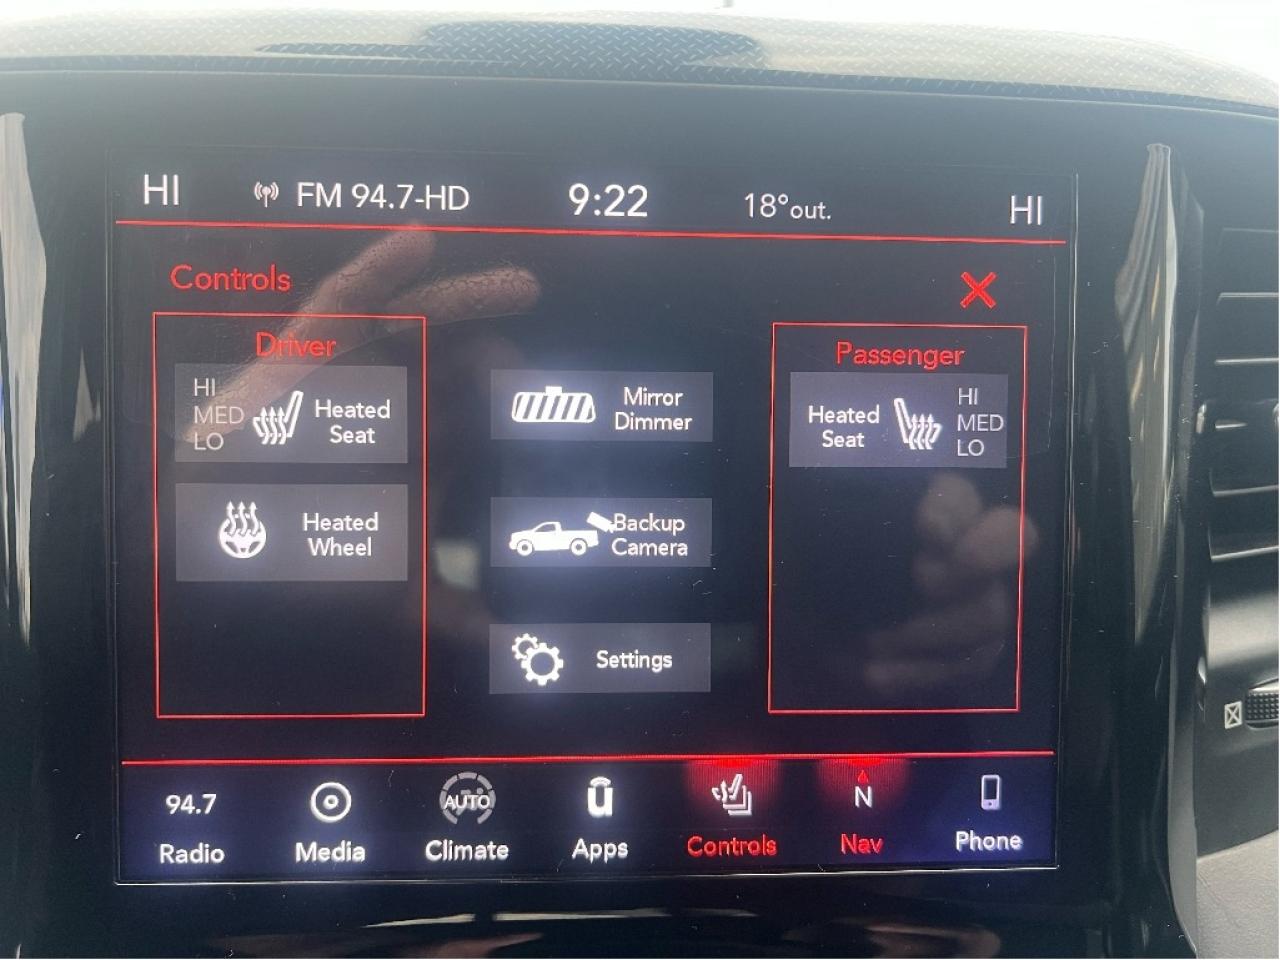 HI FM 94.7-HD 9:22 18°out. HI
Controls
Driver
HI
MED
LO
Heated
Seat
Heated
Wheel
Mirror
Dimmer
Backup
Camera
Settings
Passenger
Heated
Seat
HI
MED
LO
94.7
Radio
Media
AUTO
Climate
Apps
Controls
N
Nav
Phone